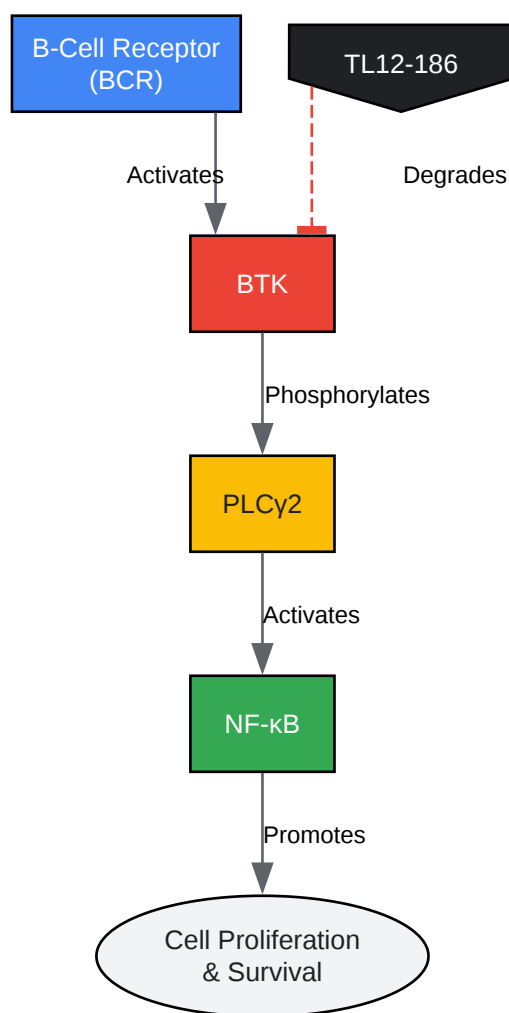 B-Cell Receptor
(BCR)
TL12-186
Activates
Degrades
BTK
Phosphorylates
PLCγ2
Activates
NF-κB
Promotes
Cell Proliferation
& Survival